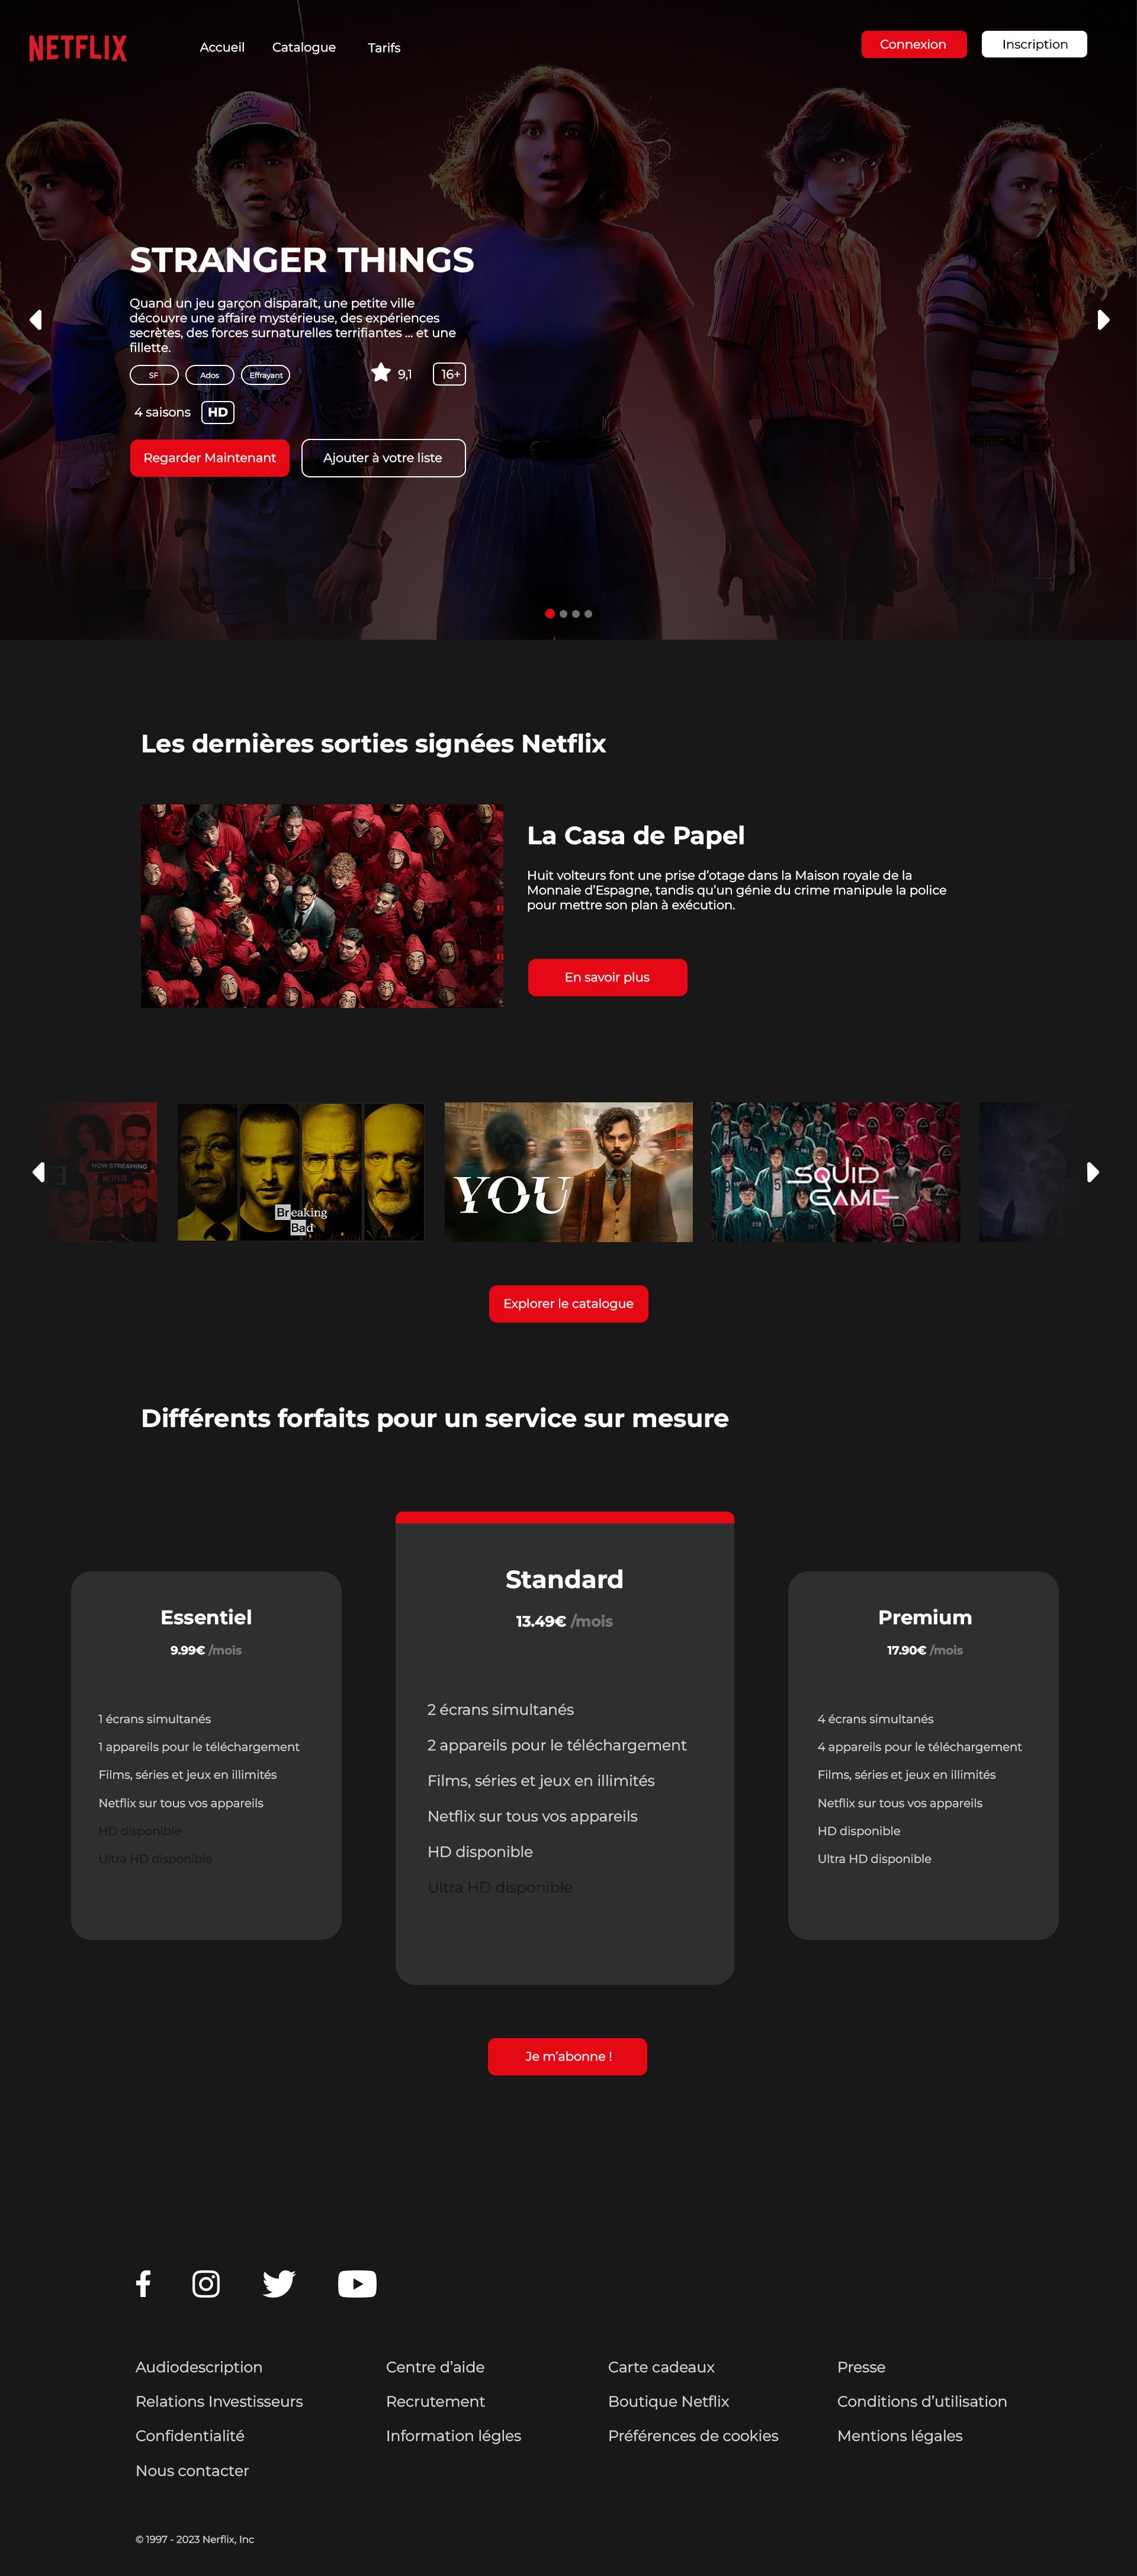 NETFLIX
Accueil
Catalogue
Tarifs
Connexion
Inscription
STRANGER THINGS
Quand un jeu garçon disparaît, une petite ville
découvre une affaire mystérieuse, des expériences
secrètes, des forces surnaturelles terrifiantes ... et une
fillette.
SF
Ados
Effrayant
9,1
16+
4 saisons
HD
Regarder Maintenant
Ajouter à votre liste
Les dernières sorties signées Netflix
La Casa de Papel
Huit volteurs font une prise d'otage dans la Maison royale de la
Monnaie d'Espagne, tandis qu'un génie du crime manipule la police
pour mettre son plan à exécution.
En savoir plus
NOW STREAMING
NETFLIX
Breaking
Bad
YOU
SQUID
GAME
Explorer le catalogue
Différents forfaits pour un service sur mesure
Essentiel
9.99€ /mois
1 écrans simultanés
1 appareils pour le téléchargement
Films, séries et jeux en illimités
Netflix sur tous vos appareils
HD disponible
Ultra HD disponible
Standard
13.49€ /mois
2 écrans simultanés
2 appareils pour le téléchargement
Films, séries et jeux en illimités
Netflix sur tous vos appareils
HD disponible
Ultra HD disponible
Premium
17.90€ /mois
4 écrans simultanés
4 appareils pour le téléchargement
Films, séries et jeux en illimités
Netflix sur tous vos appareils
HD disponible
Ultra HD disponible
Je m'abonne !
Audiodescription
Relations Investisseurs
Confidentialité
Nous contacter
Centre d'aide
Recrutement
Information légles
Carte cadeaux
Boutique Netflix
Préférences de cookies
Presse
Conditions d'utilisation
Mentions légales
© 1997 - 2023 Nerflix, Inc